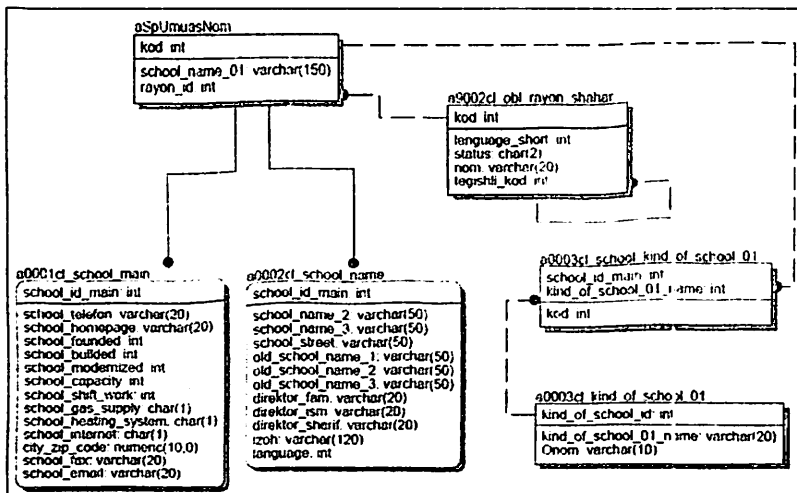 aSpUmuasNom
kod int
school_name_01 varchar(150)
rayon_id int
a9002cl_obl_rayon_shahar
kod int
language_short int
status: char(2)
nom: varchar(20)
tegishli_kod int
a0001cl_school_main
school_id_main: int
school_telefon varchar(20)
school_homepage: varchar(20)
school_founded int
school_builded int
school_modernized int
school_capacity int
school_shift_work: int
school_gas_supply char(1)
school_heating_system: char(1)
school_internet: char(1)
city_zip_code: numeric(10,0)
school_fax: varchar(20)
school_email: varchar(20)
a0002cl_school_name
school_id_main: int
school_name_2: varchar(50)
school_name_3: varchar(50)
school_street: varchar(50)
old_school_name_1: varchar(50)
old_school_name_2 varchar(50)
old_school_name_3: varchar(50)
direktor_fam: varchar(20)
direktor_ism: varchar(20)
direktor_sharif: varchar(20)
izoh: varchar(120)
language: int
a0003cl_school_kind_of_school_01
school_id_main: int
kind_of_school_01_name: int
kod: int
a0003cl_kind_of_school_01
kind_of_school_id: int
kind_of_school_01_name: varchar(20)
Onom: varchar(10)